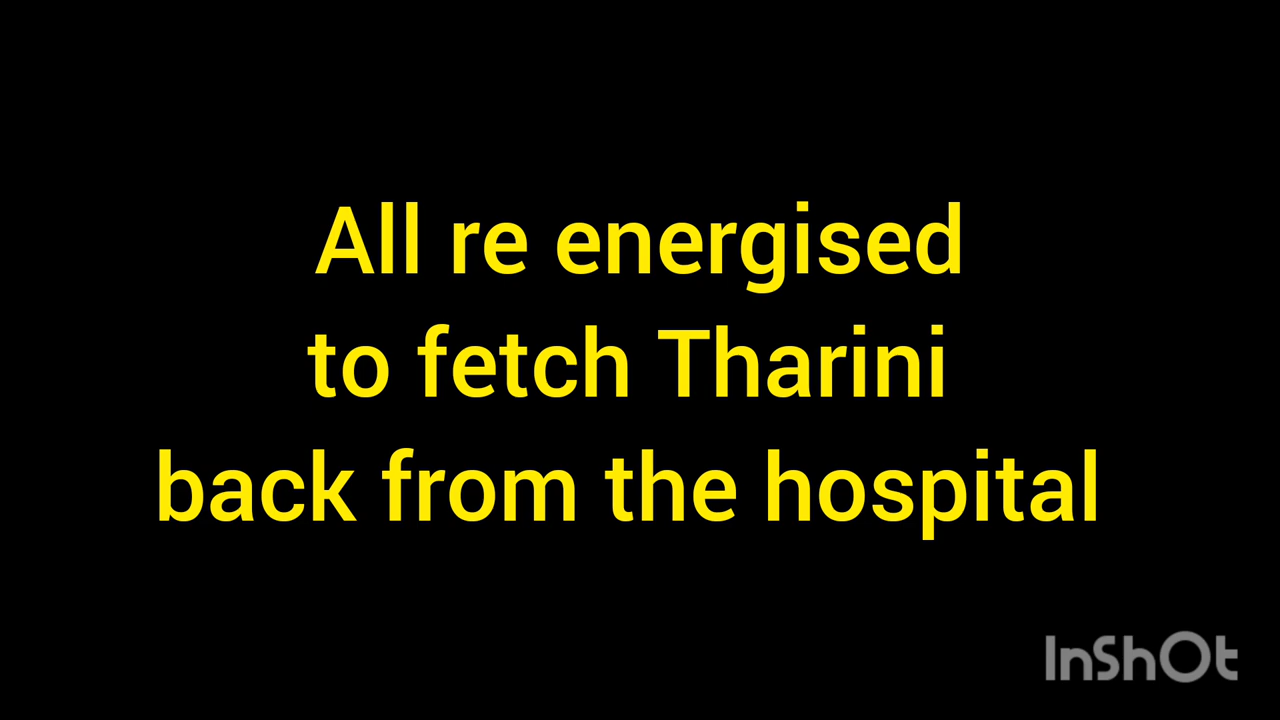 All re energised
to fetch Tharini
back from the hospital
InShOt